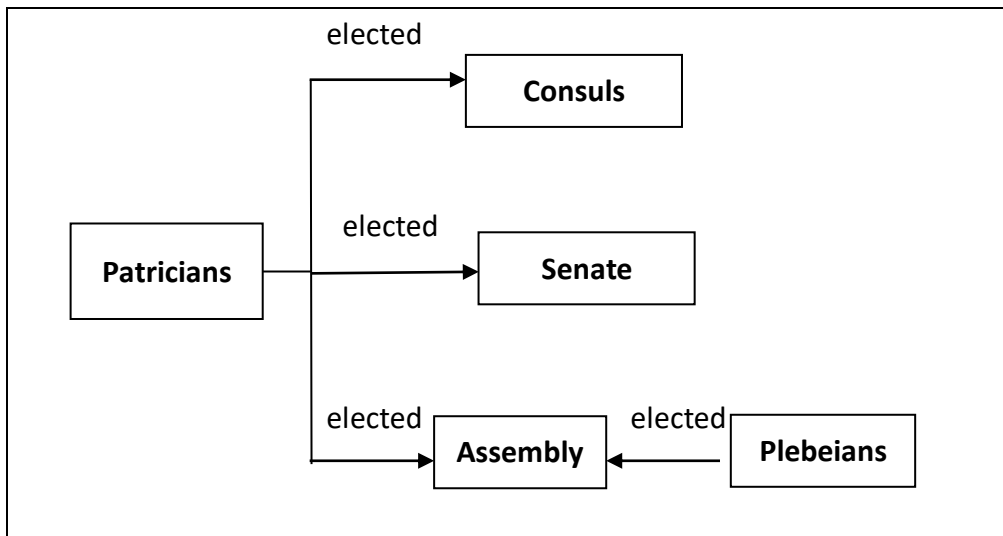 elected
Consuls
elected
Patricians
Senate
elected
elected
Assembly
Plebeians